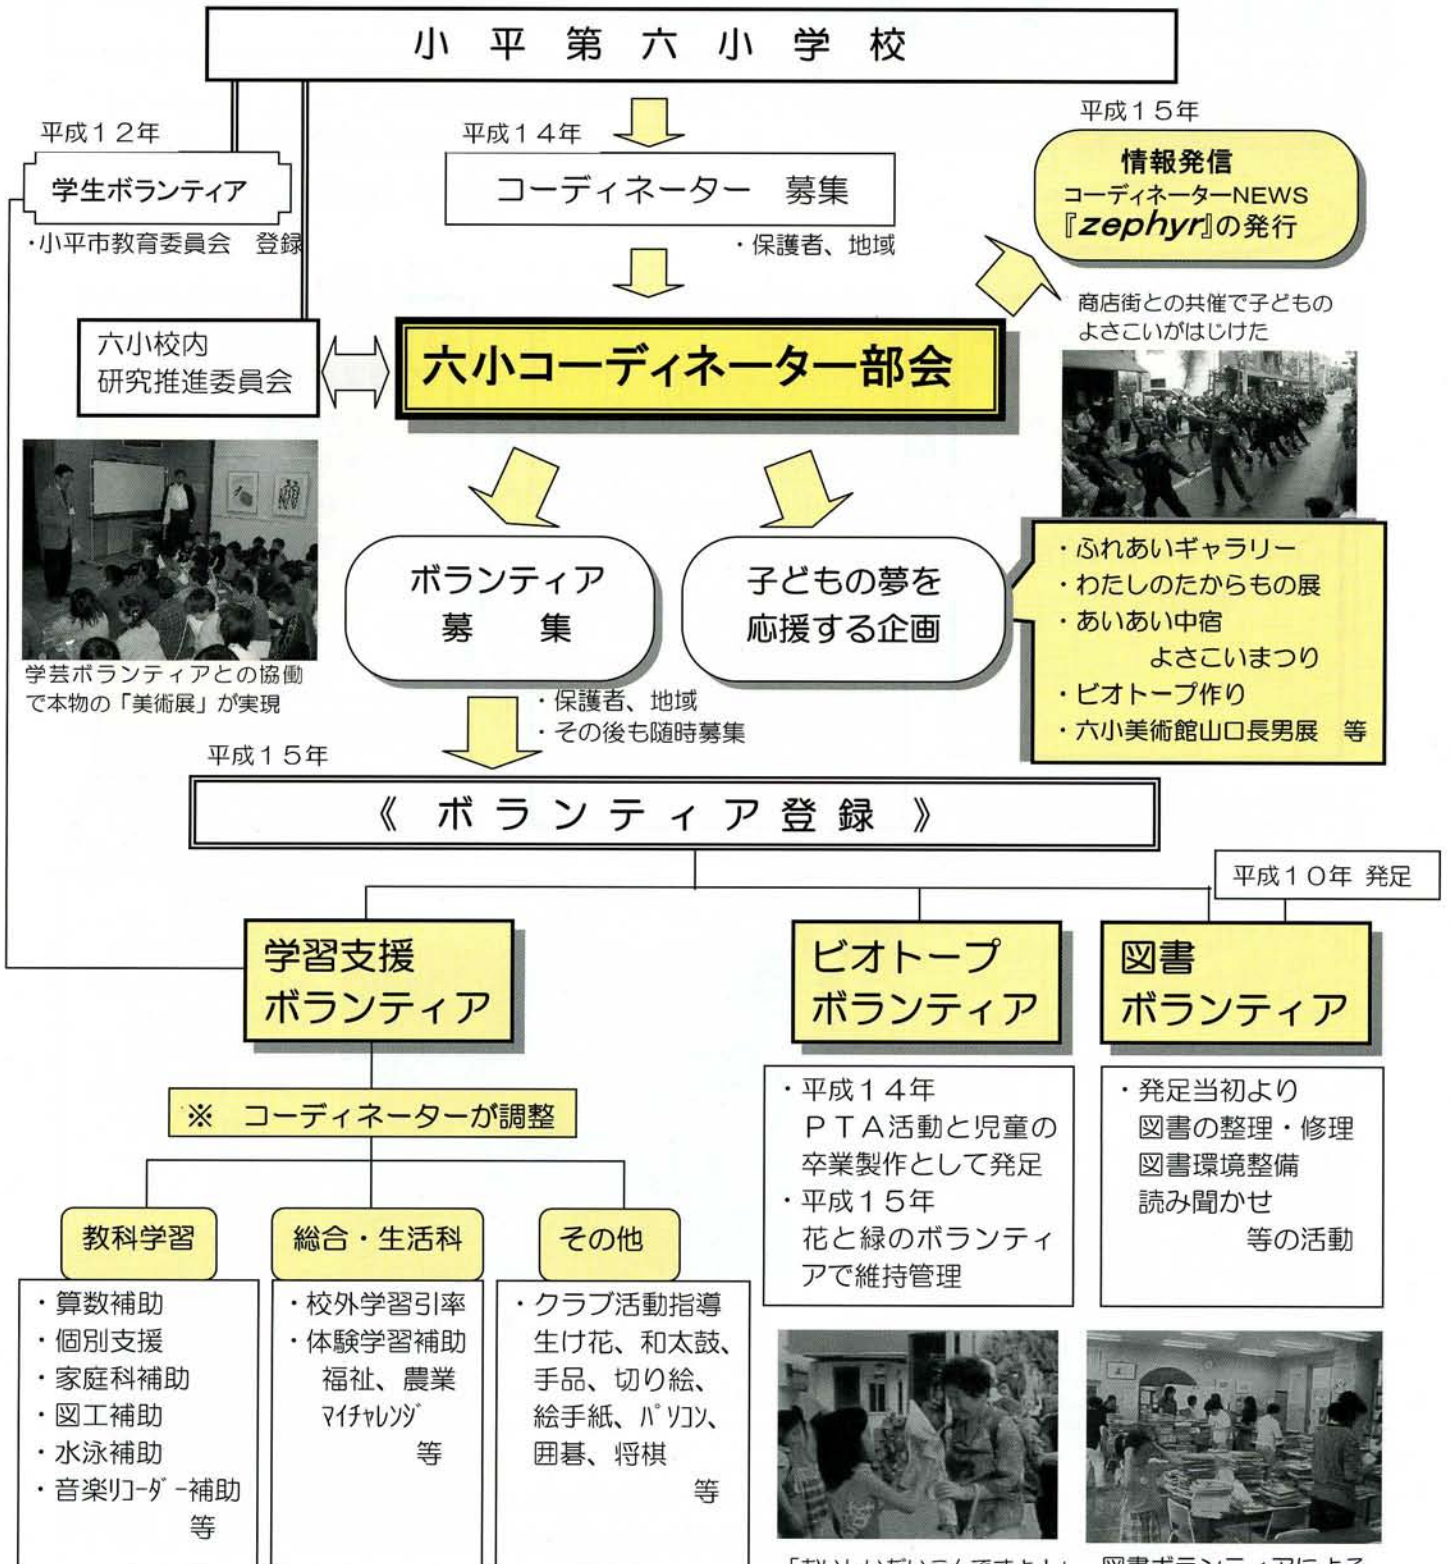 小平第六小学校
平成12年
学生ボランティア
・小平市教育委員会　登録
平成14年
コーディネーター　募集
・保護者、地域
平成15年
情報発信
コーディネーターNEWS
『zephyr』の発行
六小校内
研究推進委員会
六小コーディネーター部会
商店街との共催で子どもの
よさこいがはじけた
学芸ボランティアとの協働
で本物の「美術展」が実現
ボランティア
募　集
子どもの夢を
応援する企画
・ふれあいギャラリー
・わたしのたからもの展
・あいあい中宿
よさこいまつり
・ビオトープ作り
・六小美術館山口長男展　等
・保護者、地域
・その後も随時募集
平成15年
《 ボランティア登録 》
平成10年 発足
学習支援
ボランティア
ビオトープ
ボランティア
図書
ボランティア
※　コーディネーターが調整
教科学習
・算数補助
・個別支援
・家庭科補助
・図工補助
・水泳補助
・音楽ﾘｺｰﾀﾞｰ補助
等
総合・生活科
・校外学習引率
・体験学習補助
福祉、農業
ﾏｲﾁｬﾚﾝｼﾞ
等
その他
・クラブ活動指導
生け花、和太鼓、
手品、切り絵、
絵手紙、ﾊﾟｿｺﾝ、
囲碁、将棋
等
・平成14年
ＰＴＡ活動と児童の
卒業製作として発足
・平成15年
花と緑のボランティ
アで維持管理
・発足当初より
図書の整理・修理
図書環境整備
読み聞かせ
等の活動
図書ボランティアによる